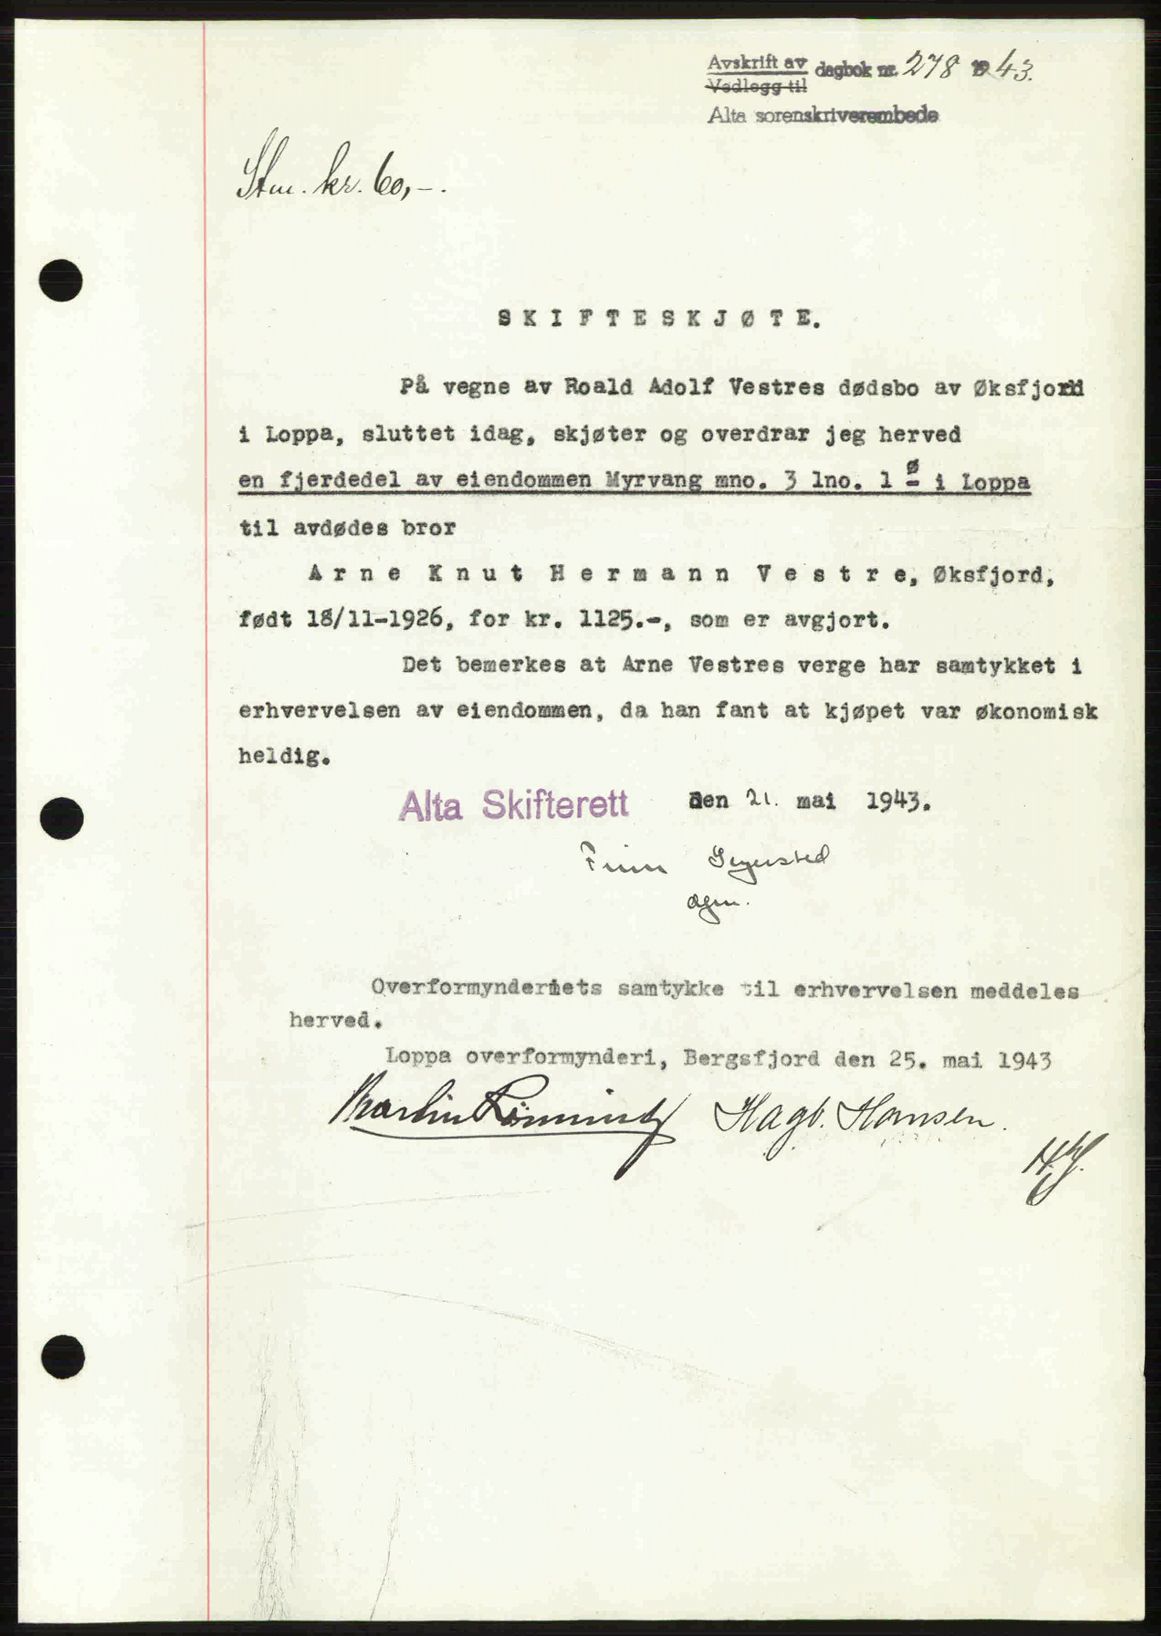 Avskrift av dagbok nr. 278 1943.
Vedlegg til
Alta sorenskriverembede
Stm. kr. 60,-.
SKIFTESKJØTE.
På vegne av Roald Adolf Vestres dødsbo av Øksfjord
i Loppa, sluttet idag, skjøter og overdrar jeg herved
en fjerdedel av eiendommen Myrvang mno. 3 lno. 1 ø i Loppa
til avdødes bror
Arne Knut Hermann Vestre, Øksfjord,
født 18/11-1926, for kr. 1125.-, som er avgjort.
Det bemerkes at Arne Vestres verge har samtykket i
erhvervelsen av eiendommen, da han fant at kjøpet var økonomisk
heldig.
Alta Skifterett den 21. mai 1943.
Finn Segersted
dfm.
Overformynderiets samtykke til erhvervelsen meddeles
herved.
Loppa overformynderi, Bergsfjord den 25. mai 1943
Martin Hagb. Hansen.